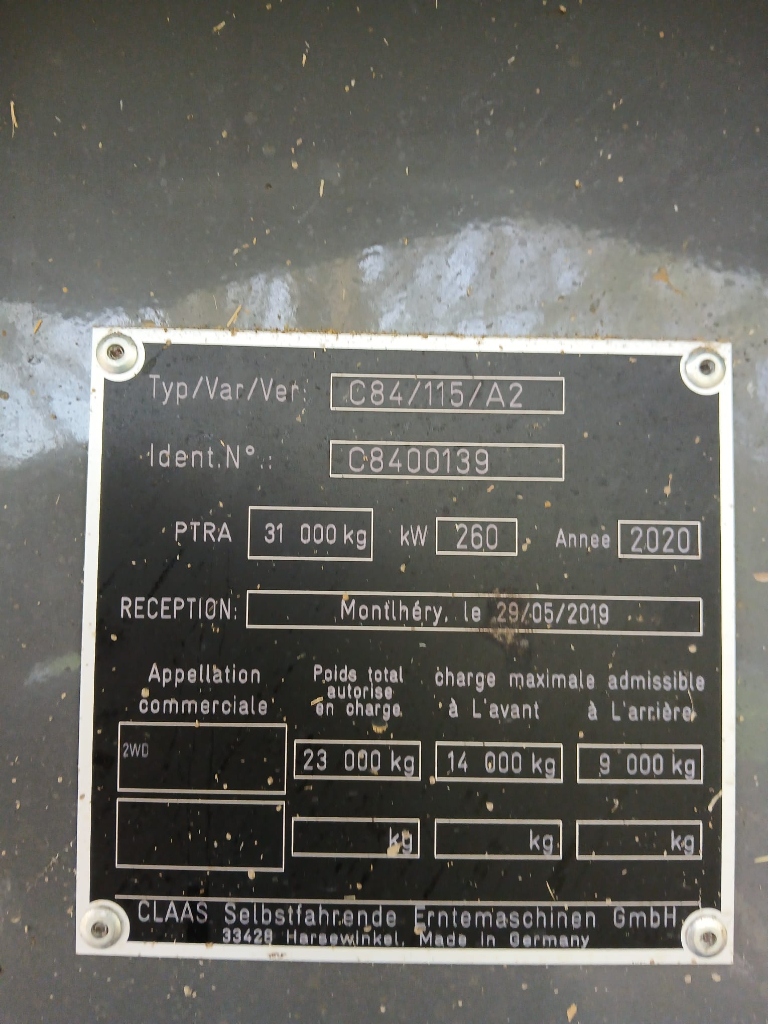 Typ/Var/Ver: C84/115/A2
Ident.N°.: C8400139
PTRA 31 000 kg kW 260 Année 2020
RECEPTION: Montlhéry, le 29/05/2019
Appellation commerciale
Poids total autorise en charge
charge maximale admissible
à L'avant à L'arrière
2WD 23 000 kg 14 000 kg 9 000 kg
kg kg kg
CLAAS Selbstfahrende Erntemaschinen GmbH
33428 Harsewinkel, Made in Germany